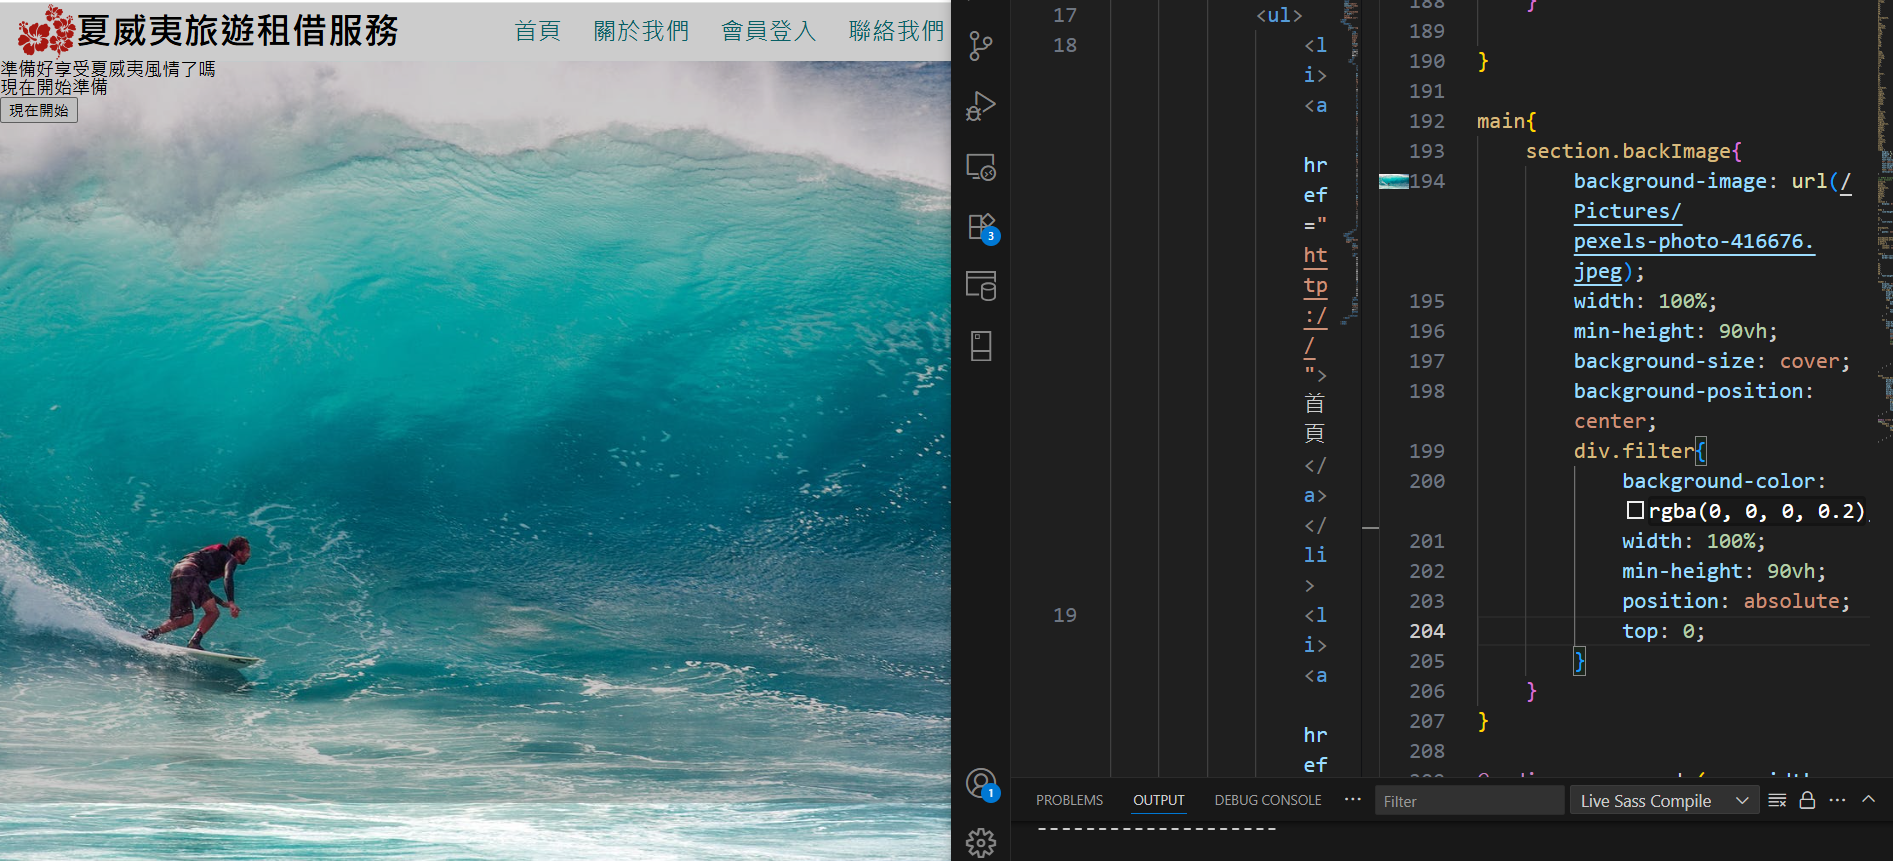 夏威夷旅遊租借服務
首頁 關於我們 會員登入 聯絡我們
準備好享受夏威夷風情了嗎
現在開始準備
現在開始
3
1
17 <ul>
18 <l
i>
<a
hr
ef
="
ht
tp
:/
/
">
首
頁
</
a>
</
li
>
19 <l
i>
<a
hr
ef
188 }
189
190 }
191
192 main{
193 section.backImage{
194 background-image: url(/
Pictures/
pexels-photo-416676.
jpeg);
195 width: 100%;
196 min-height: 90vh;
197 background-size: cover;
198 background-position:
center;
199 div.filter{
200 background-color:
rgba(0, 0, 0, 0.2)
201 width: 100%;
202 min-height: 90vh;
203 position: absolute;
204 top: 0;
205 }
206 }
207 }
208
PROBLEMS OUTPUT DEBUG CONSOLE ··· Filter Live Sass Compile ···
--------------------